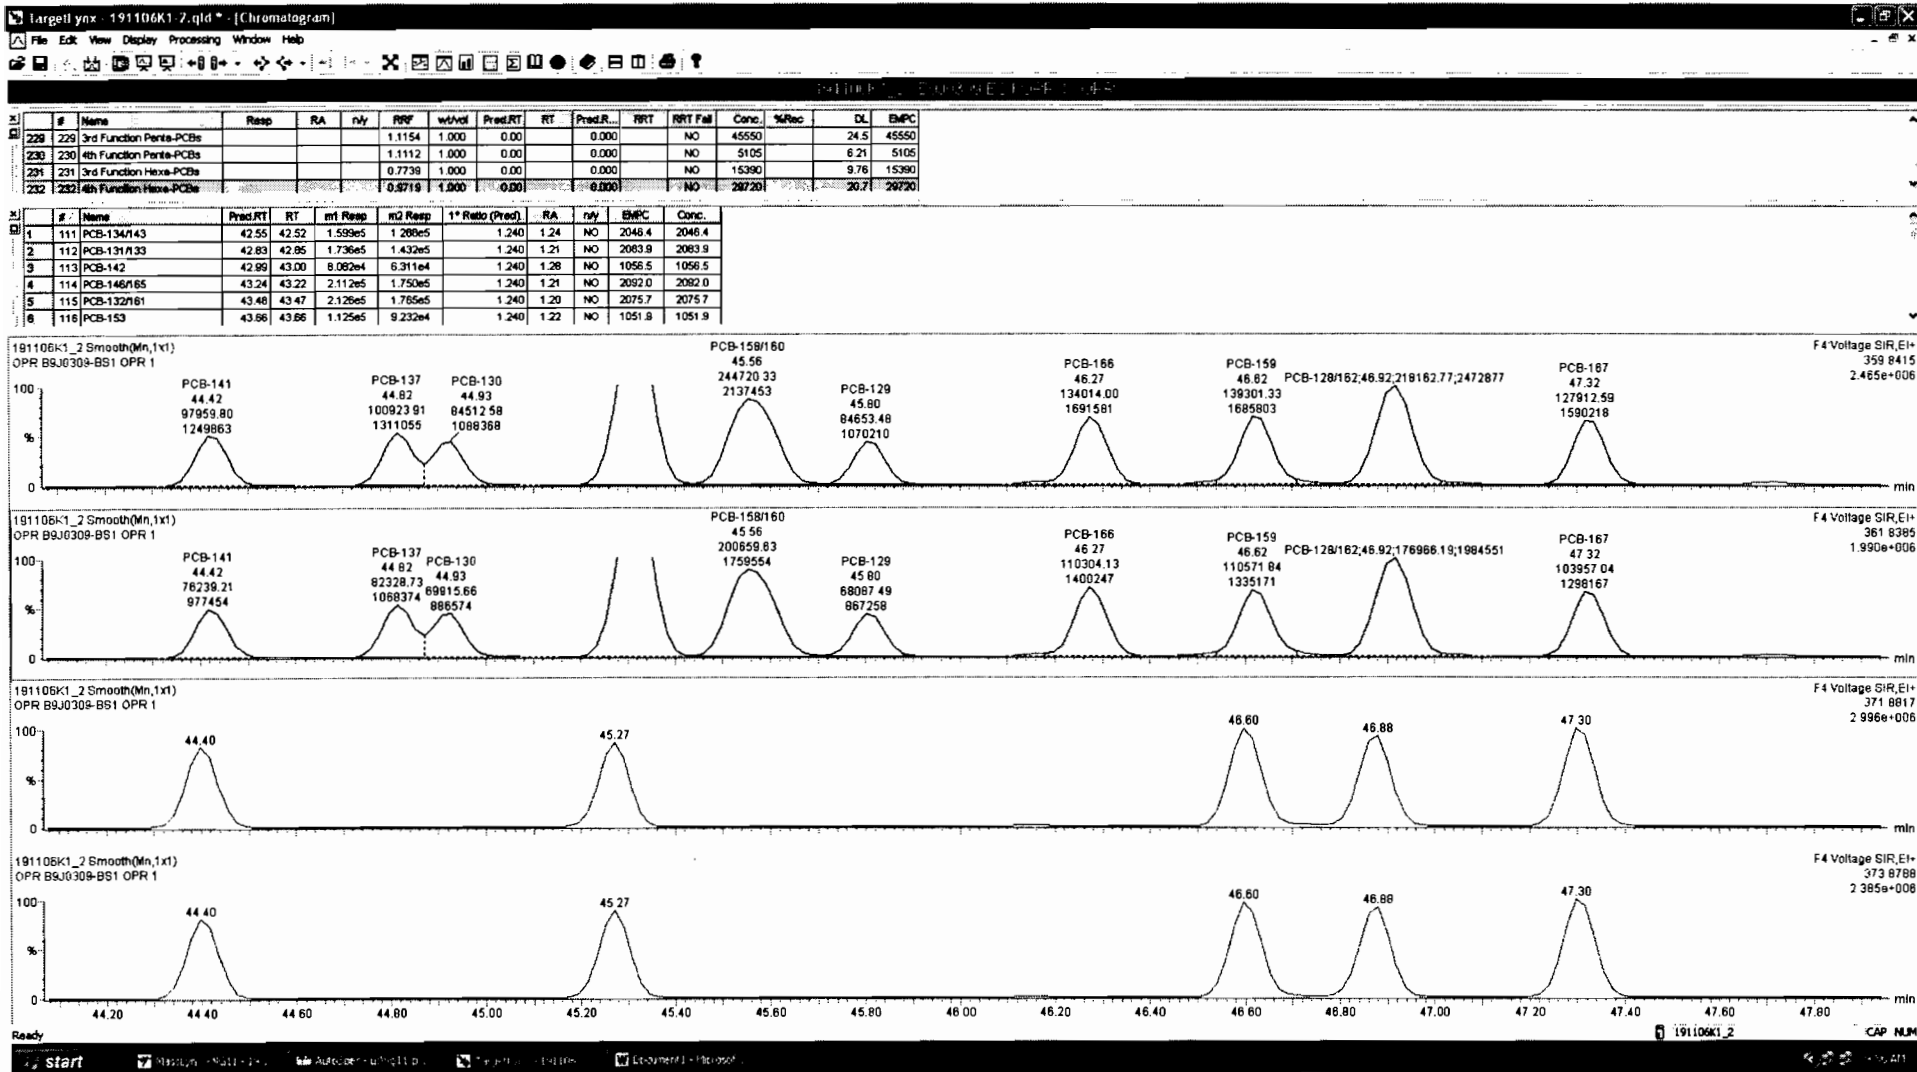 TargetLynx - 191106K1-2.qld * - [Chromatogram]
File Edit View Display Processing Window Help
# Name Resp RA n/y RRF wt/vol Pred.RT RT Pred.R... RRT RRT Fail Conc. %Rec DL EMPC
229 229 3rd Function Penta-PCBs 1.1154 1.000 0.00 0.000 NO 45550 24.5 45550
230 230 4th Function Penta-PCBs 1.1112 1.000 0.00 0.000 NO 5105 6.21 5105
231 231 3rd Function Hexa-PCBs 0.7739 1.000 0.00 0.000 NO 15390 9.76 15390
232 232 4th Function Hexa-PCBs 0.9719 1.000 0.00 0.000 NO 29720 20.7 29720
# Name Pred.RT RT m1 Resp m2 Resp 1° Ratio (Pred) RA n/y EMPC Conc.
1 111 PCB-134/143 42.55 42.52 1.599e5 1.288e5 1.240 1.24 NO 2046.4 2046.4
2 112 PCB-131/133 42.83 42.85 1.736e5 1.432e5 1.240 1.21 NO 2083.9 2083.9
3 113 PCB-142 42.99 43.00 8.082e4 6.311e4 1.240 1.28 NO 1056.5 1056.5
4 114 PCB-146/165 43.24 43.22 2.112e5 1.750e5 1.240 1.21 NO 2092.0 2092.0
5 115 PCB-132/161 43.48 43.47 2.126e5 1.765e5 1.240 1.20 NO 2075.7 2075.7
6 116 PCB-153 43.66 43.66 1.125e5 9.232e4 1.240 1.22 NO 1051.9 1051.9
191106K1_2 Smooth(Mn,1x1)
OPR B9J0309-BS1 OPR 1
F4 Voltage SIR,EI+
359.8415
2.465e+006
100
%
0
PCB-141
44.42
97959.80
1249863
PCB-137
44.82
100923.91
1311055
PCB-130
44.93
84512.58
1088368
PCB-158/160
45.56
244720.33
2137453
PCB-129
45.80
84653.48
1070210
PCB-166
46.27
134014.00
1691581
PCB-159
46.62
139301.33
1685803
PCB-128/162;46.92;218162.77;2472877
PCB-167
47.32
127912.59
1590218
min
191106K1_2 Smooth(Mn,1x1)
OPR B9J0309-BS1 OPR 1
F4 Voltage SIR,EI+
361.8385
1.990e+006
100
%
0
PCB-141
44.42
76239.21
977454
PCB-137
44.82
82328.73
1068374
PCB-130
44.93
69915.66
886574
PCB-158/160
45.56
200659.83
1759554
PCB-129
45.80
68087.49
867258
PCB-166
46.27
110304.13
1400247
PCB-159
46.62
110571.84
1335171
PCB-128/162;46.92;176966.19;1984551
PCB-167
47.32
103957.04
1298167
min
191106K1_2 Smooth(Mn,1x1)
OPR B9J0309-BS1 OPR 1
F4 Voltage SIR,EI+
371.8817
2.996e+006
100
%
0
44.40 45.27 46.60 46.88 47.30
min
191106K1_2 Smooth(Mn,1x1)
OPR B9J0309-BS1 OPR 1
F4 Voltage SIR,EI+
373.8788
2.385e+006
100
%
0
44.40 45.27 46.60 46.88 47.30
min
44.20 44.40 44.60 44.80 45.00 45.20 45.40 45.60 45.80 46.00 46.20 46.40 46.60 46.80 47.00 47.20 47.40 47.60 47.80
Ready 191106K1_2 CAP NUM
start Document1 - Microsof... AM